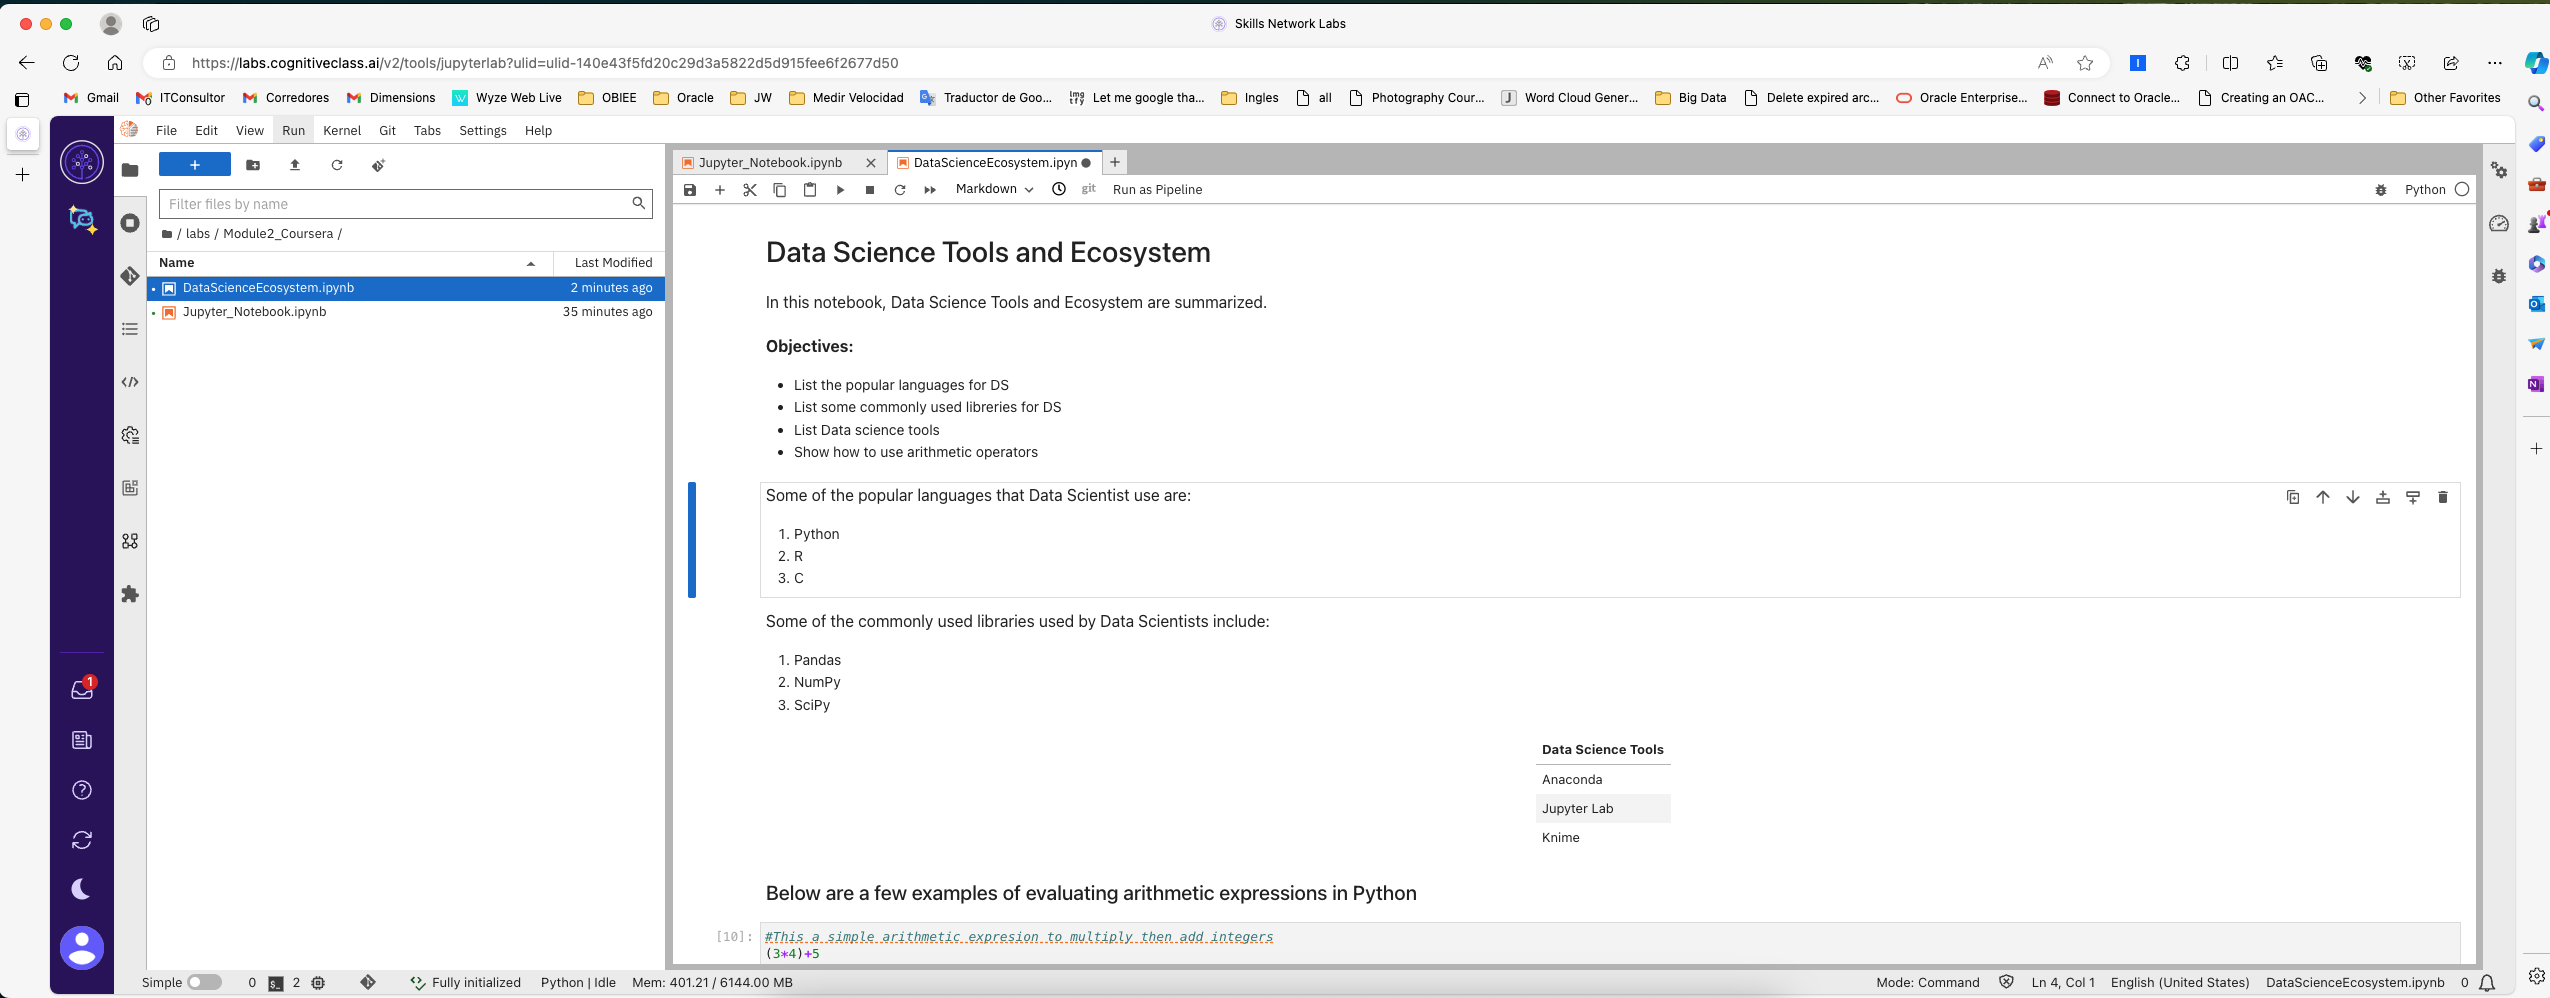 Skills Network Labs
https://labs.cognitiveclass.ai/v2/tools/jupyterlab?ulid=ulid-140e43f5fd20c29d3a5822d5d915fee6f2677d50
Gmail ITConsultor Corredores Dimensions Wyze Web Live OBIEE Oracle JW Medir Velocidad Traductor de Goo... Let me google tha... Ingles all Photography Cour... Word Cloud Gener... Big Data Delete expired arc... Oracle Enterprise... Connect to Oracle... Creating an OAC... Other Favorites
File Edit View Run Kernel Git Tabs Settings Help
Jupyter_Notebook.ipynb DataScienceEcosystem.ipyn
Markdown git Run as Pipeline Python
Filter files by name
/ labs / Module2_Coursera /
Name Last Modified
DataScienceEcosystem.ipynb 2 minutes ago
Jupyter_Notebook.ipynb 35 minutes ago
Data Science Tools and Ecosystem
In this notebook, Data Science Tools and Ecosystem are summarized.
Objectives:
• List the popular languages for DS
• List some commonly used libreries for DS
• List Data science tools
• Show how to use arithmetic operators
Some of the popular languages that Data Scientist use are:
1. Python
2. R
3. C
Some of the commonly used libraries used by Data Scientists include:
1. Pandas
2. NumPy
3. SciPy
Data Science Tools
Anaconda
Jupyter Lab
Knime
Below are a few examples of evaluating arithmetic expressions in Python
[10]: #This a simple arithmetic expresion to multiply then add integers
(3*4)+5
1
Simple 0 2 Fully initialized Python | Idle Mem: 401.21 / 6144.00 MB Mode: Command Ln 4, Col 1 English (United States) DataScienceEcosystem.ipynb 0